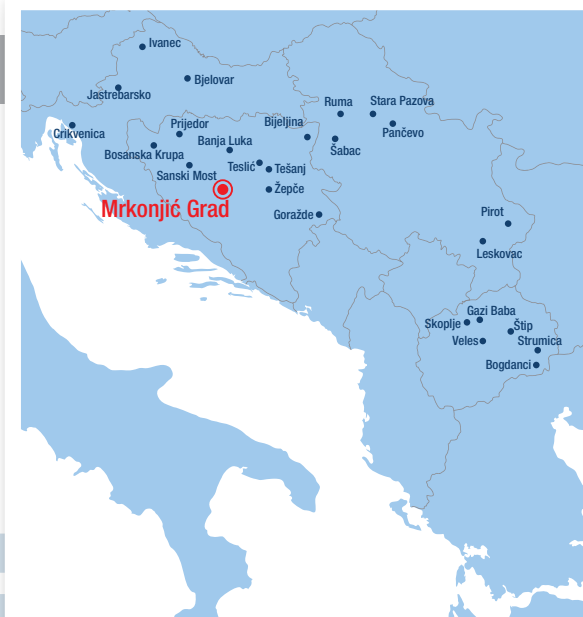 Ivanec
Bjelovar
Jastrebarsko
Ruma
Stara Pazova
Crikvenica
Prijedor
Bijeljina
Pančevo
Banja Luka
Šabac
Bosanska Krupa
Teslić
Tešanj
Sanski Most
Žepče
Mrkonjić Grad
Goražde
Pirot
Leskovac
Gazi Baba
Skoplje
Štip
Veles
Strumica
Bogdanci